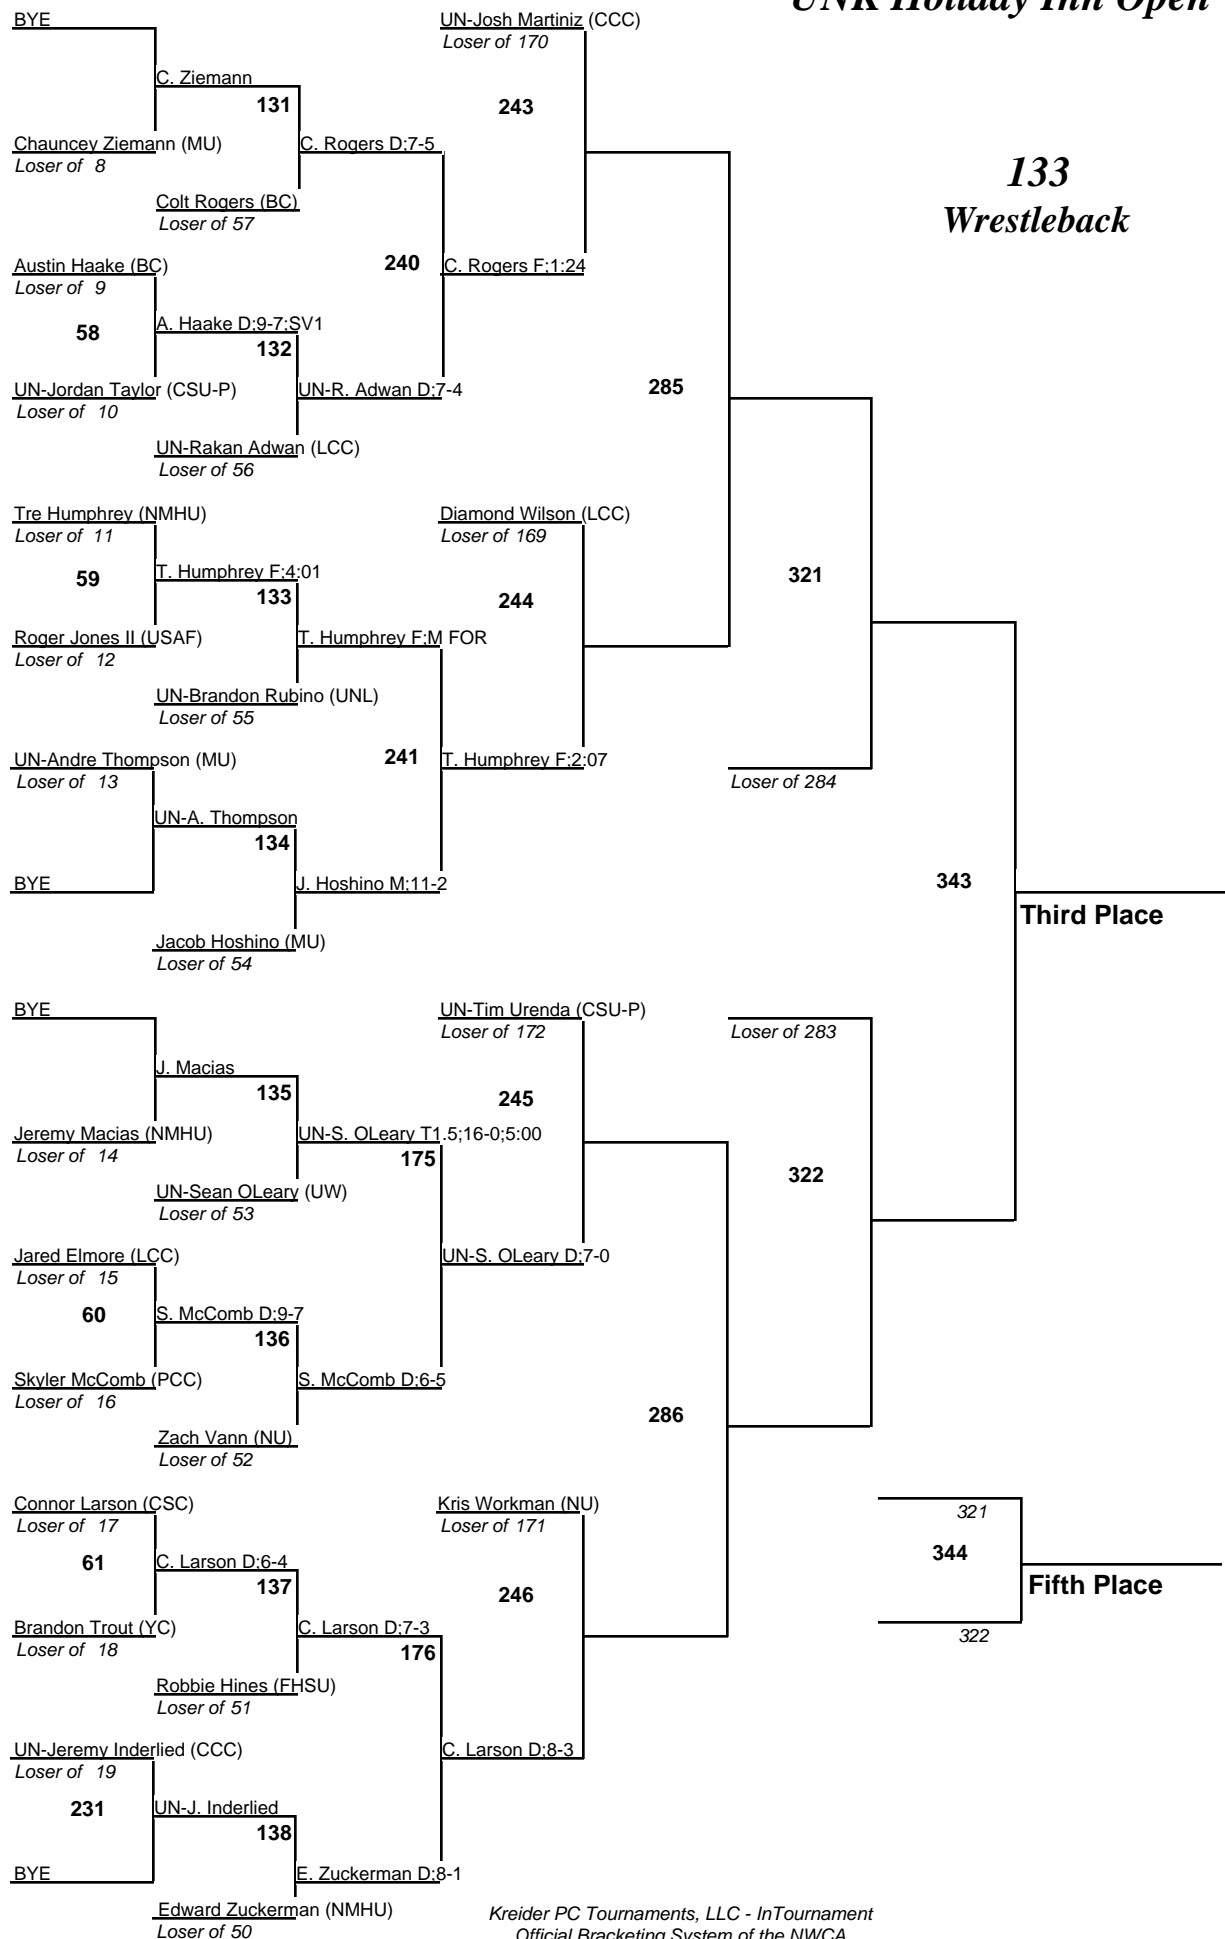 UNK Holiday Inn Open
133
Wrestleback
BYE
C. Ziemann
131
Chauncey Ziemann (MU)
Loser of 8
C. Rogers D;7-5
Colt Rogers (BC)
Loser of 57
Austin Haake (BC)
Loser of 9
58
A. Haake D;9-7;SV1
132
UN-Jordan Taylor (CSU-P)
Loser of 10
UN-R. Adwan D;7-4
UN-Rakan Adwan (LCC)
Loser of 56
240
C. Rogers F;1:24
UN-Josh Martiniz (CCC)
Loser of 170
243
285
Tre Humphrey (NMHU)
Loser of 11
59
T. Humphrey F;4:01
133
Roger Jones II (USAF)
Loser of 12
T. Humphrey F;M FOR
UN-Brandon Rubino (UNL)
Loser of 55
UN-Andre Thompson (MU)
Loser of 13
UN-A. Thompson
134
BYE
J. Hoshino M;11-2
Jacob Hoshino (MU)
Loser of 54
241
T. Humphrey F;2:07
Diamond Wilson (LCC)
Loser of 169
244
321
Loser of 284
343
Third Place
BYE
J. Macias
135
Jeremy Macias (NMHU)
Loser of 14
UN-S. OLeary T1.5;16-0;5:00
175
UN-Sean OLeary (UW)
Loser of 53
Jared Elmore (LCC)
Loser of 15
60
S. McComb D;9-7
136
Skyler McComb (PCC)
Loser of 16
S. McComb D;6-5
Zach Vann (NU)
Loser of 52
UN-S. OLeary D;7-0
UN-Tim Urenda (CSU-P)
Loser of 172
245
Loser of 283
322
286
Connor Larson (CSC)
Loser of 17
61
C. Larson D;6-4
137
Brandon Trout (YC)
Loser of 18
C. Larson D;7-3
176
Robbie Hines (FHSU)
Loser of 51
UN-Jeremy Inderlied (CCC)
Loser of 19
231
UN-J. Inderlied
138
BYE
E. Zuckerman D;8-1
Edward Zuckerman (NMHU)
Loser of 50
C. Larson D;8-3
Kris Workman (NU)
Loser of 171
246
321
344
Fifth Place
322
Kreider PC Tournaments, LLC - InTournament
Official Bracketing System of the NWCA